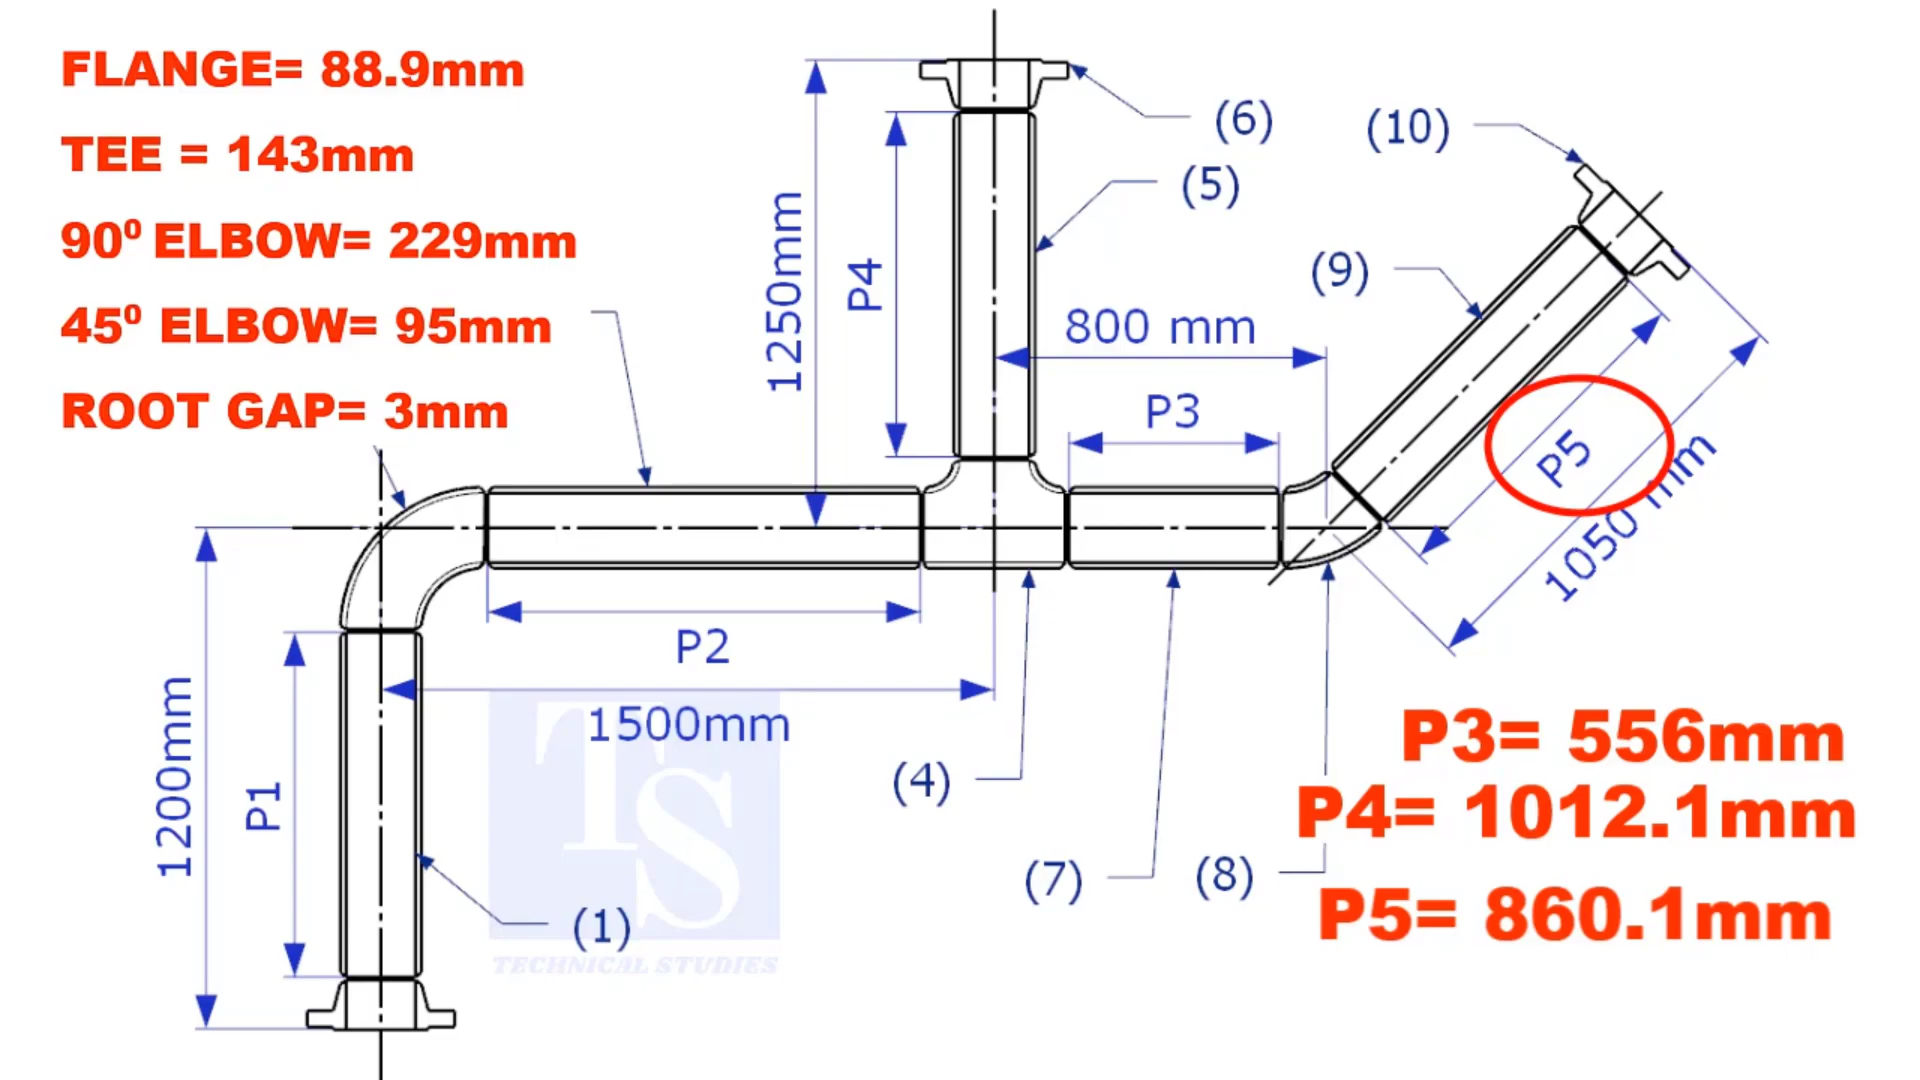 FLANGE= 88.9mm
TEE = 143mm
90⁰ ELBOW= 229mm
45⁰ ELBOW= 95mm
ROOT GAP= 3mm
(6)
(10)
(5)
1250mm
P4
(9)
800 mm
P3
P5
1050 mm
P2
1500mm
1200mm
P1
(4)
(7)
(8)
(1)
TS
TECHNICAL STUDIES
P3= 556mm
P4= 1012.1mm
P5= 860.1mm